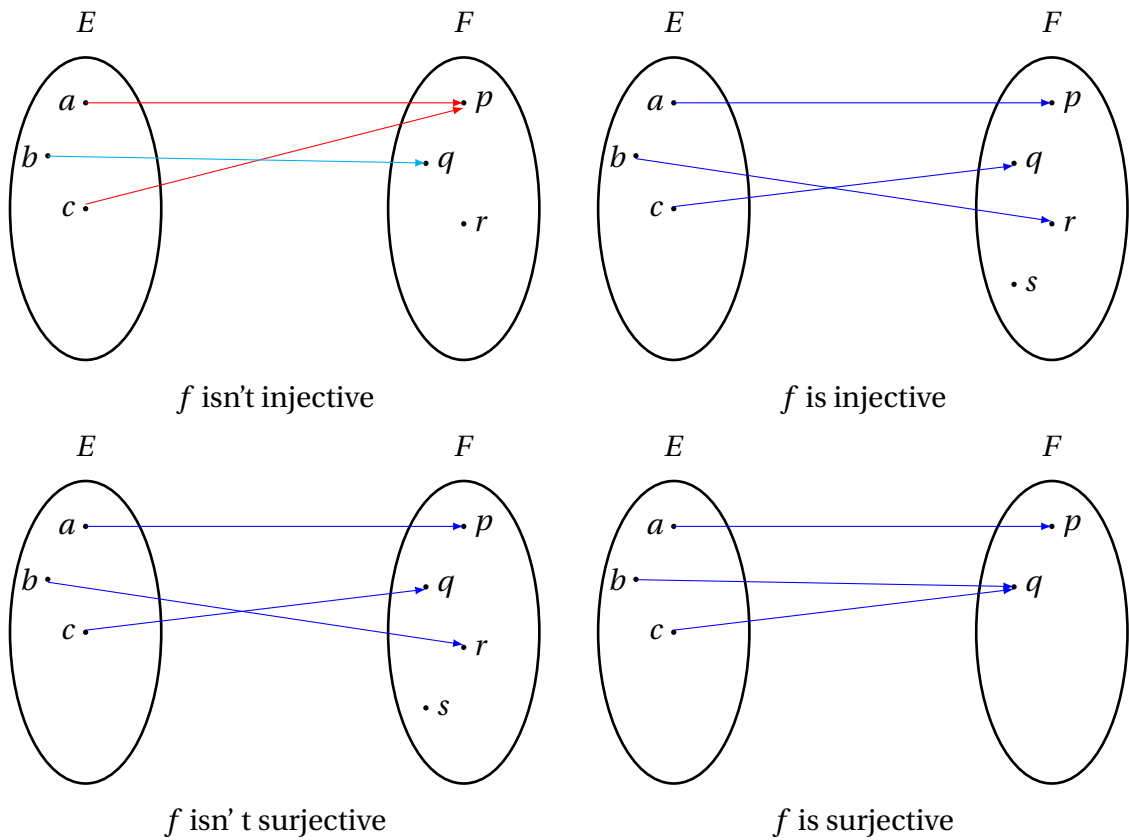 E F E F
a p a p
b q b q
c r c r
s
f isn't injective f is injective
E F E F
a p a p
b q b q
c r c
s
f isn' t surjective f is surjective